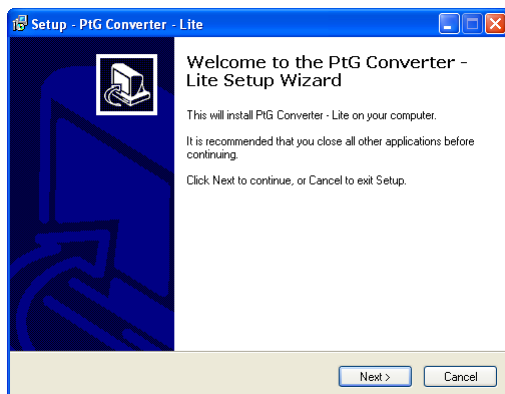 Setup - PtG Converter - Lite
Welcome to the PtG Converter -
Lite Setup Wizard
This will install PtG Converter - Lite on your computer.
It is recommended that you close all other applications before
continuing.
Click Next to continue, or Cancel to exit Setup.
Next >
Cancel